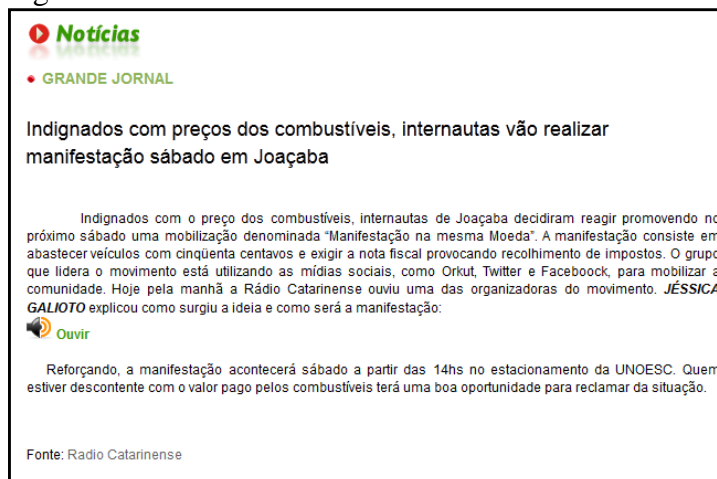 Notícias
GRANDE JORNAL
Indignados com preços dos combustíveis, internautas vão realizar
manifestação sábado em Joaçaba
Indignados com o preço dos combustíveis, internautas de Joaçaba decidiram reagir promovendo no
próximo sábado uma mobilização denominada “Manifestação na mesma Moeda”. A manifestação consiste em
abastecer veículos com cinqüenta centavos e exigir a nota fiscal provocando recolhimento de impostos. O grupo
que lidera o movimento está utilizando as mídias sociais, como Orkut, Twitter e Faceboock, para mobilizar a
comunidade. Hoje pela manhã a Rádio Catarinense ouviu uma das organizadoras do movimento. JÉSSICA
GALIOTO explicou como surgiu a ideia e como será a manifestação:
Ouvir
Reforçando, a manifestação acontecerá sábado a partir das 14hs no estacionamento da UNOESC. Quem
estiver descontente com o valor pago pelos combustíveis terá uma boa oportunidade para reclamar da situação.
Fonte: Radio Catarinense